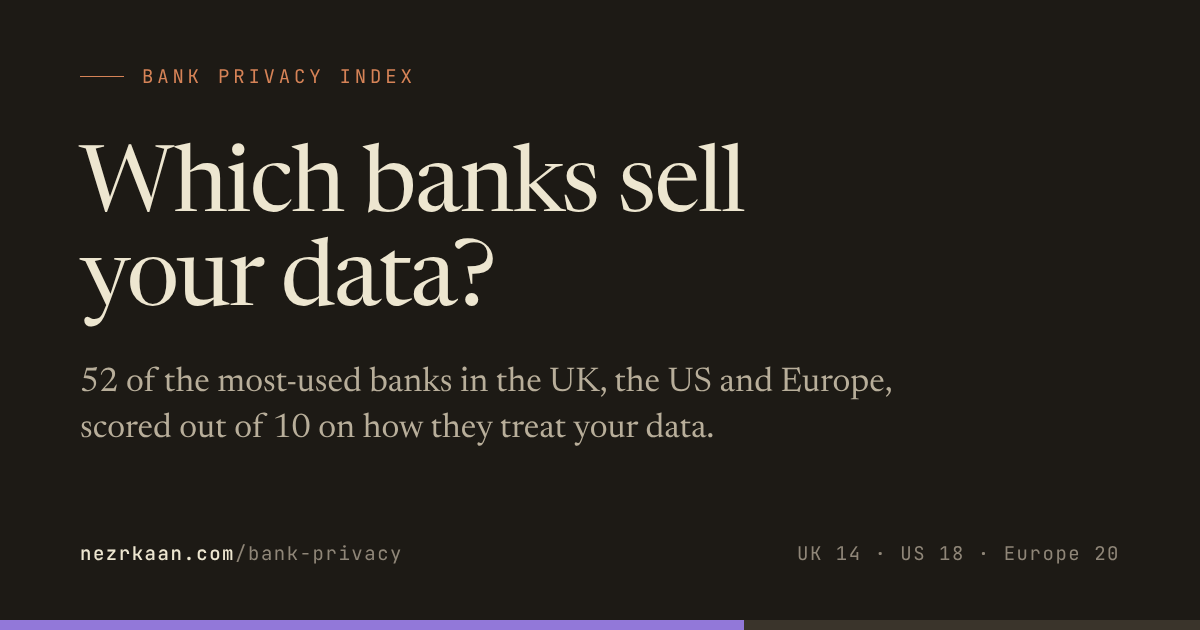 BANK PRIVACY INDEX
Which banks sell
your data?
52 of the most-used banks in the UK, the US and Europe,
scored out of 10 on how they treat your data.
nezrkaan.com/bank-privacy
UK 14 · US 18 · Europe 20